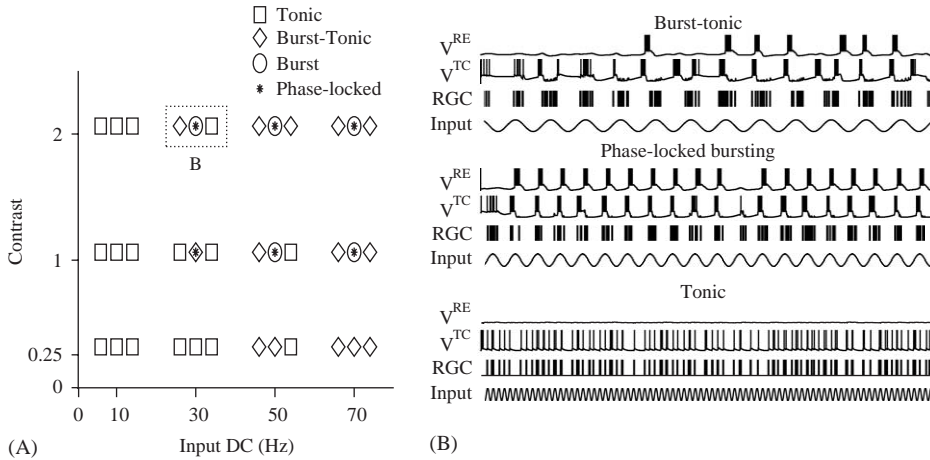 Tonic
Burst-Tonic
Burst
Phase-locked
2
B
Contrast
1
0.25
0
0 10 30 50 70
Input DC (Hz)
(A)
Burst-tonic
V^RE
V^TC
RGC
Input
Phase-locked bursting
V^RE
V^TC
RGC
Input
Tonic
V^RE
V^TC
RGC
Input
(B)